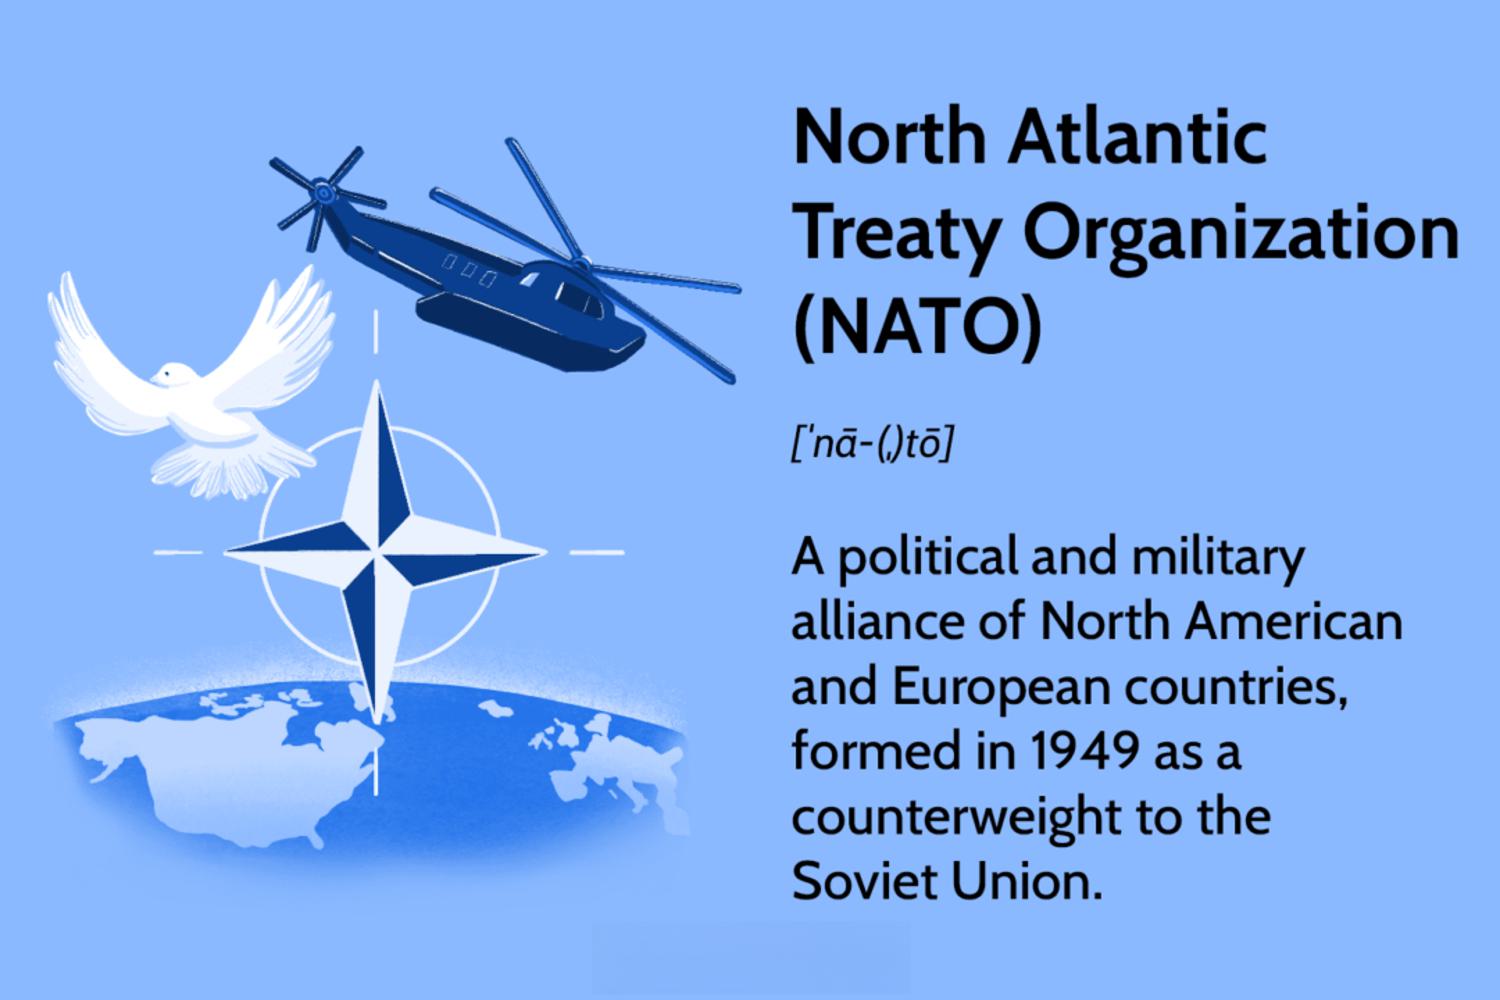 North Atlantic
Treaty Organization
(NATO)
[ˈnā-(ˌ)tō]
A political and military
alliance of North American
and European countries,
formed in 1949 as a
counterweight to the
Soviet Union.